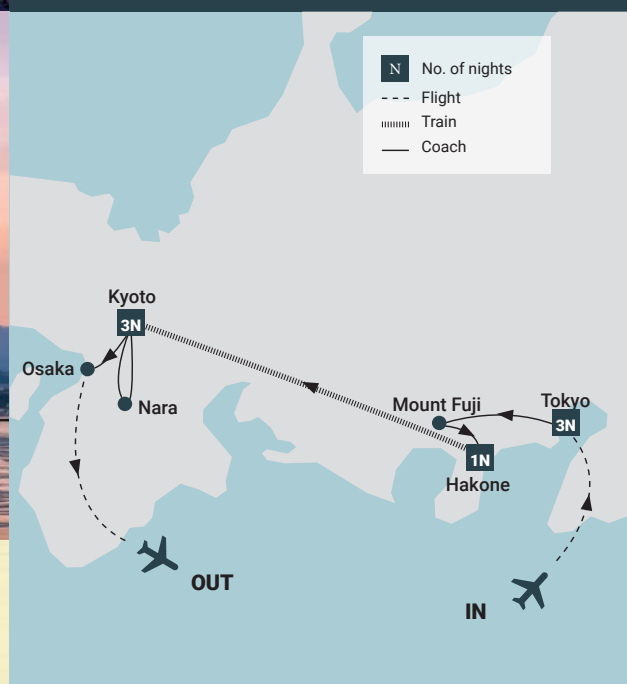 N No. of nights
Flight
Train
Coach
Kyoto
3N
Osaka
Nara
Mount Fuji
Tokyo
3N
1N
Hakone
OUT
IN